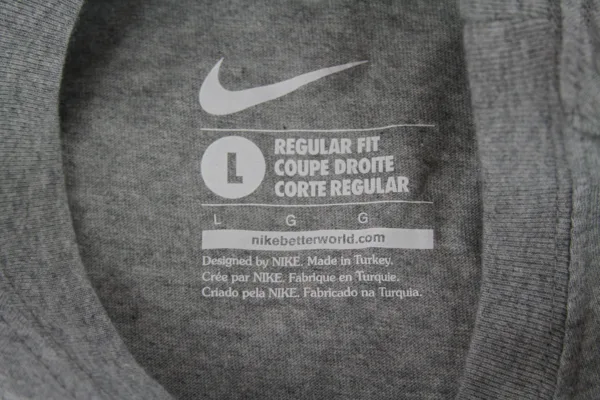 L
REGULAR FIT
COUPE DROITE
CORTE REGULAR
L G G
nikebetterworld.com
Designed by NIKE. Made in Turkey.
Crée par NIKE. Fabrique en Turquie.
Criado pela NIKE. Fabricado na Turquia.